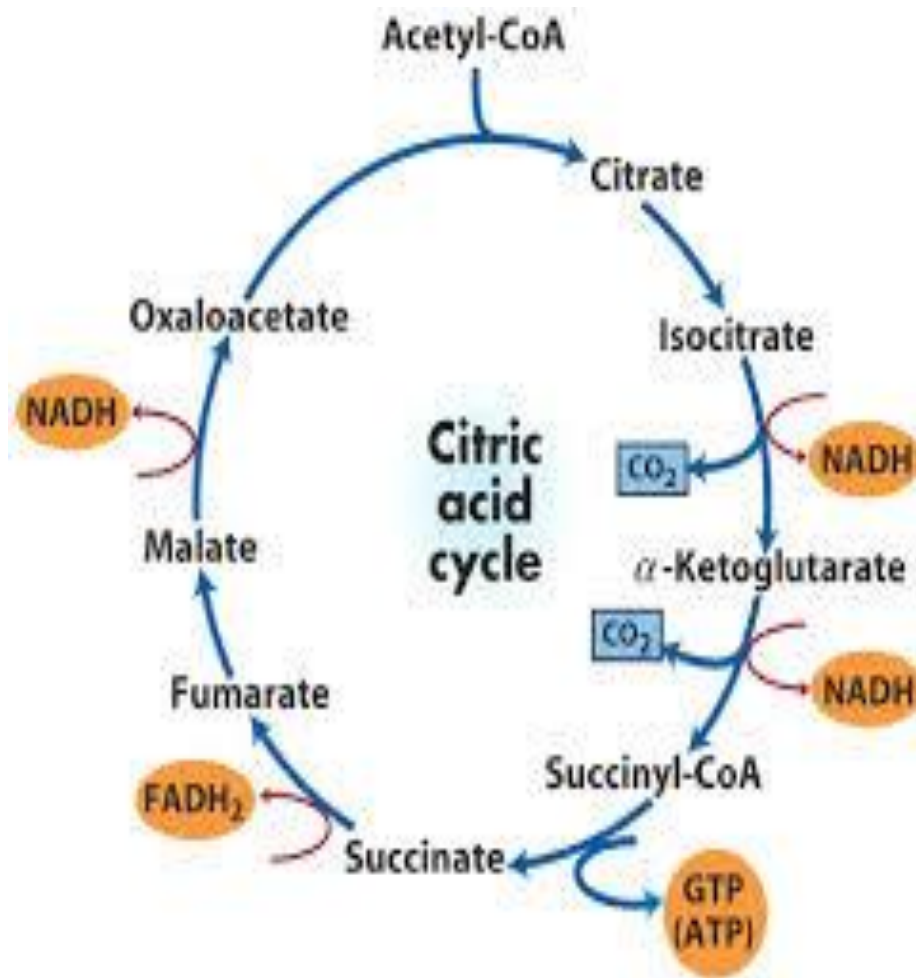 Acetyl-CoA
Citrate
Isocitrate
NADH
CO₂
α-Ketoglutarate
CO₂
NADH
Succinyl-CoA
GTP
(ATP)
Succinate
FADH₂
Fumarate
Malate
NADH
Oxaloacetate
Citric
acid
cycle